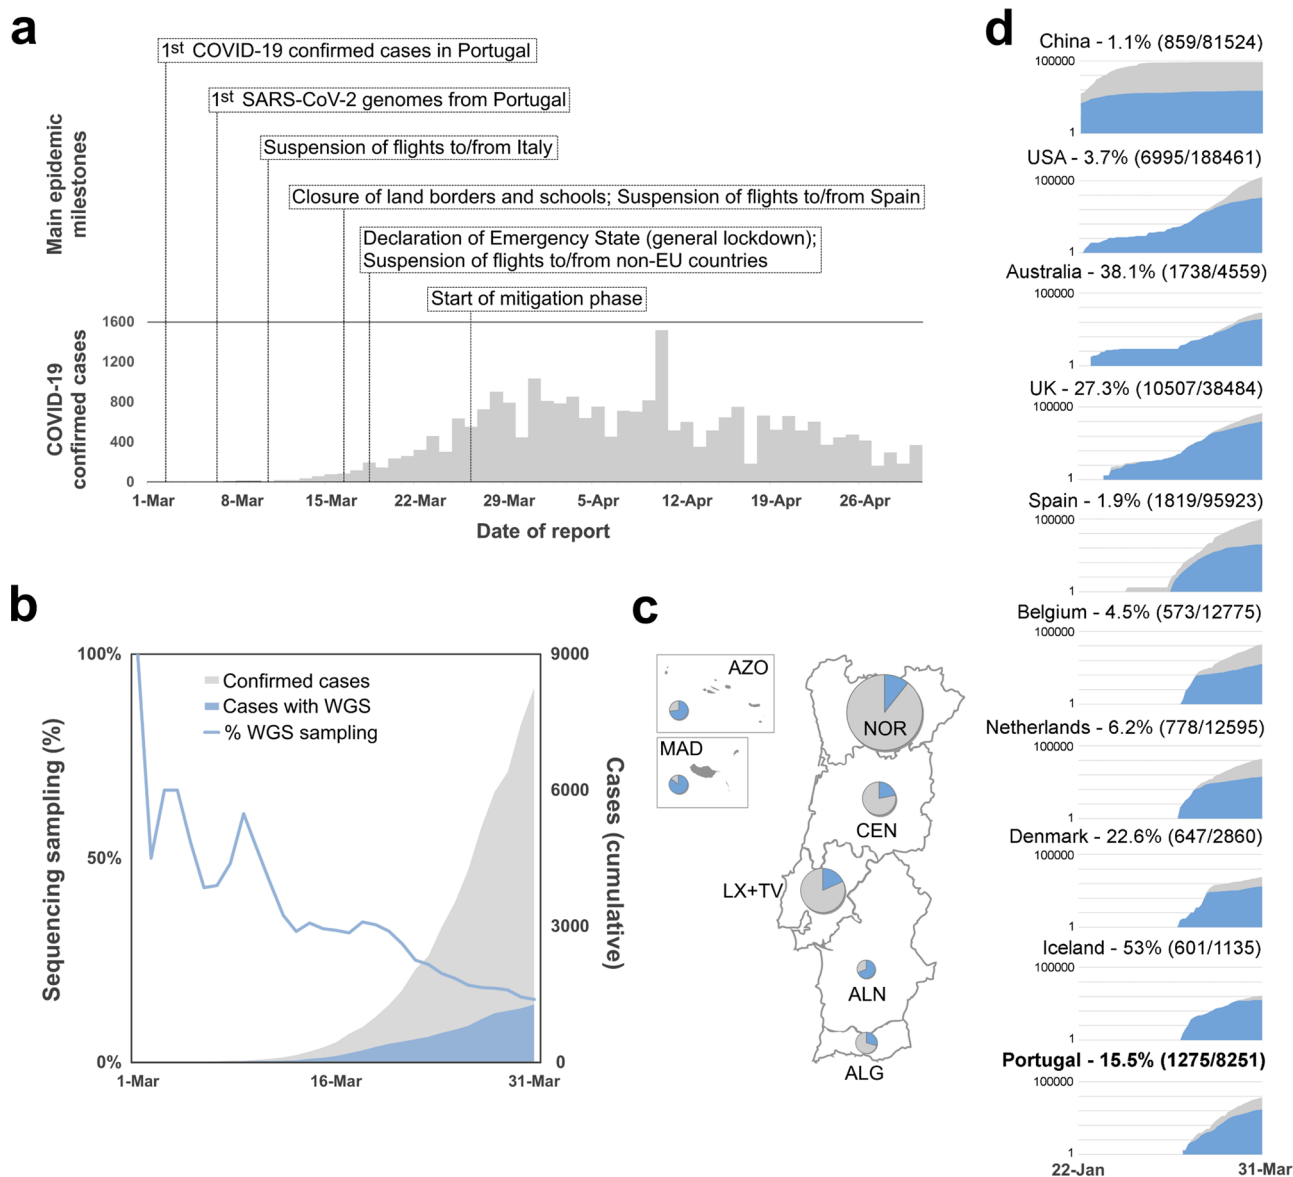 a
1st COVID-19 confirmed cases in Portugal
1st SARS-CoV-2 genomes from Portugal
Suspension of flights to/from Italy
Closure of land borders and schools; Suspension of flights to/from Spain
Declaration of Emergency State (general lockdown);
Suspension of flights to/from non-EU countries
Start of mitigation phase
Main epidemic
milestones
COVID-19
confirmed cases
1600
1200
800
400
0
1-Mar
8-Mar
15-Mar
22-Mar
29-Mar
5-Apr
12-Apr
19-Apr
26-Apr
Date of report
b
Sequencing sampling (%)
100%
50%
0%
Confirmed cases
Cases with WGS
% WGS sampling
9000
6000
3000
0
Cases (cumulative)
1-Mar
16-Mar
31-Mar
c
AZO
MAD
NOR
CEN
LX+TV
ALN
ALG
d
China - 1.1% (859/81524)
100000
1
USA - 3.7% (6995/188461)
100000
1
Australia - 38.1% (1738/4559)
100000
1
UK - 27.3% (10507/38484)
100000
1
Spain - 1.9% (1819/95923)
100000
1
Belgium - 4.5% (573/12775)
100000
1
Netherlands - 6.2% (778/12595)
100000
1
Denmark - 22.6% (647/2860)
100000
1
Iceland - 53% (601/1135)
100000
1
Portugal - 15.5% (1275/8251)
100000
1
22-Jan
31-Mar